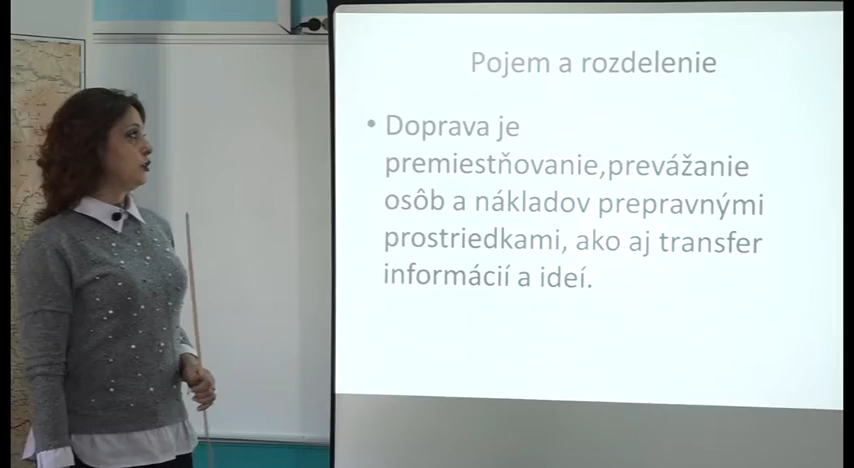 Pojem a rozdelenie
• Doprava je
premiestňovanie,prevážanie
osôb a nákladov prepravnými
prostriedkami, ako aj transfer
informácií a ideí.